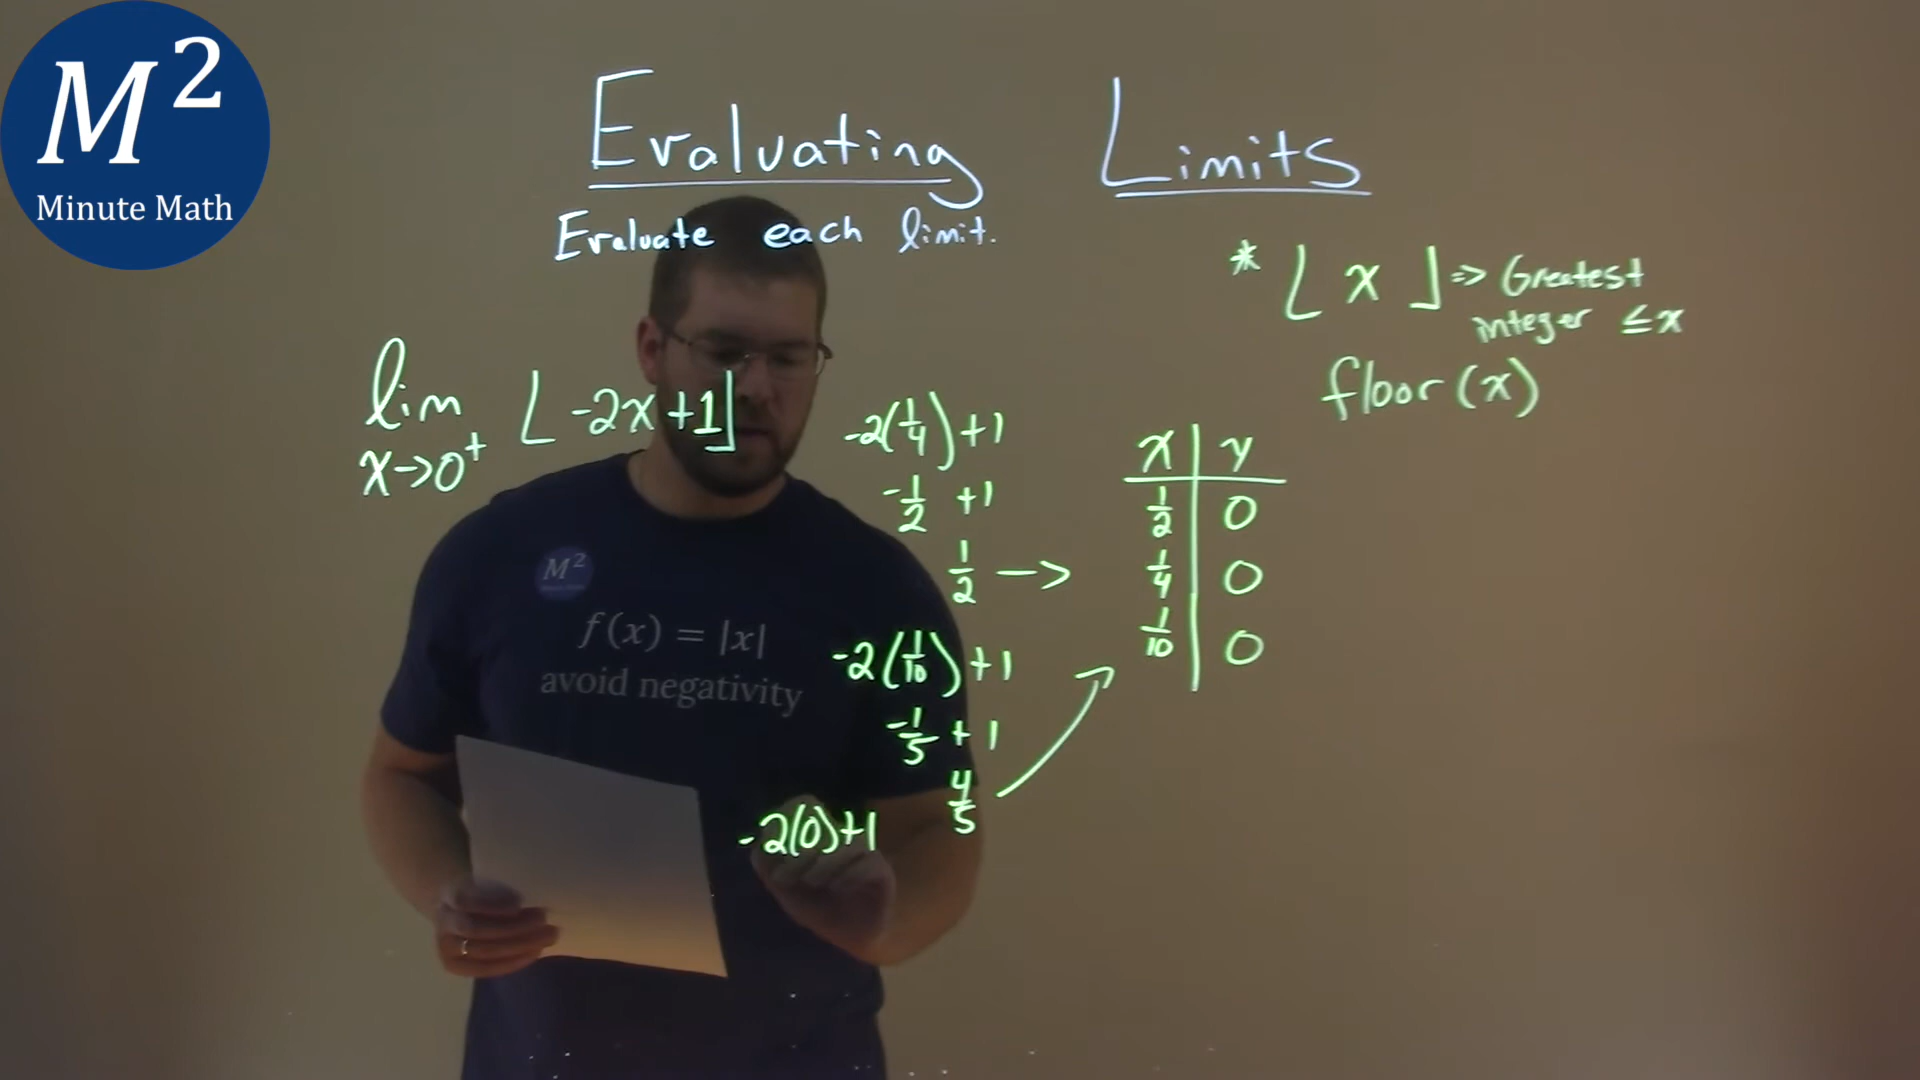 M²
Minute Math
Evaluating Limits
Evaluate each limit.
* ⌊ x ⌋ => Greatest
integer ≤ x
floor (x)
lim ⌊ -2x +1⌋
x→0⁺
-2(1/4)+1
-1/2 +1
1/2 →
-2(1/10)+1
-1/5 + 1
4/5
-2(0)+1
x | y
1/2 | 0
1/4 | 0
1/10 | 0
M²
f(x) = |x|
avoid negativity